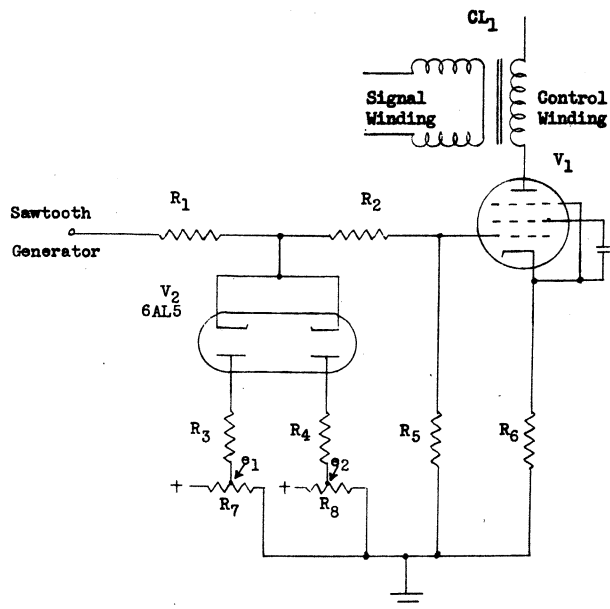 CL1
Signal
Winding
Control
Winding
V1
R1
R2
Sawtooth
Generator
V2
6AL5
R3
R4
R5
R6
e1
e2
+
+
R7
R8